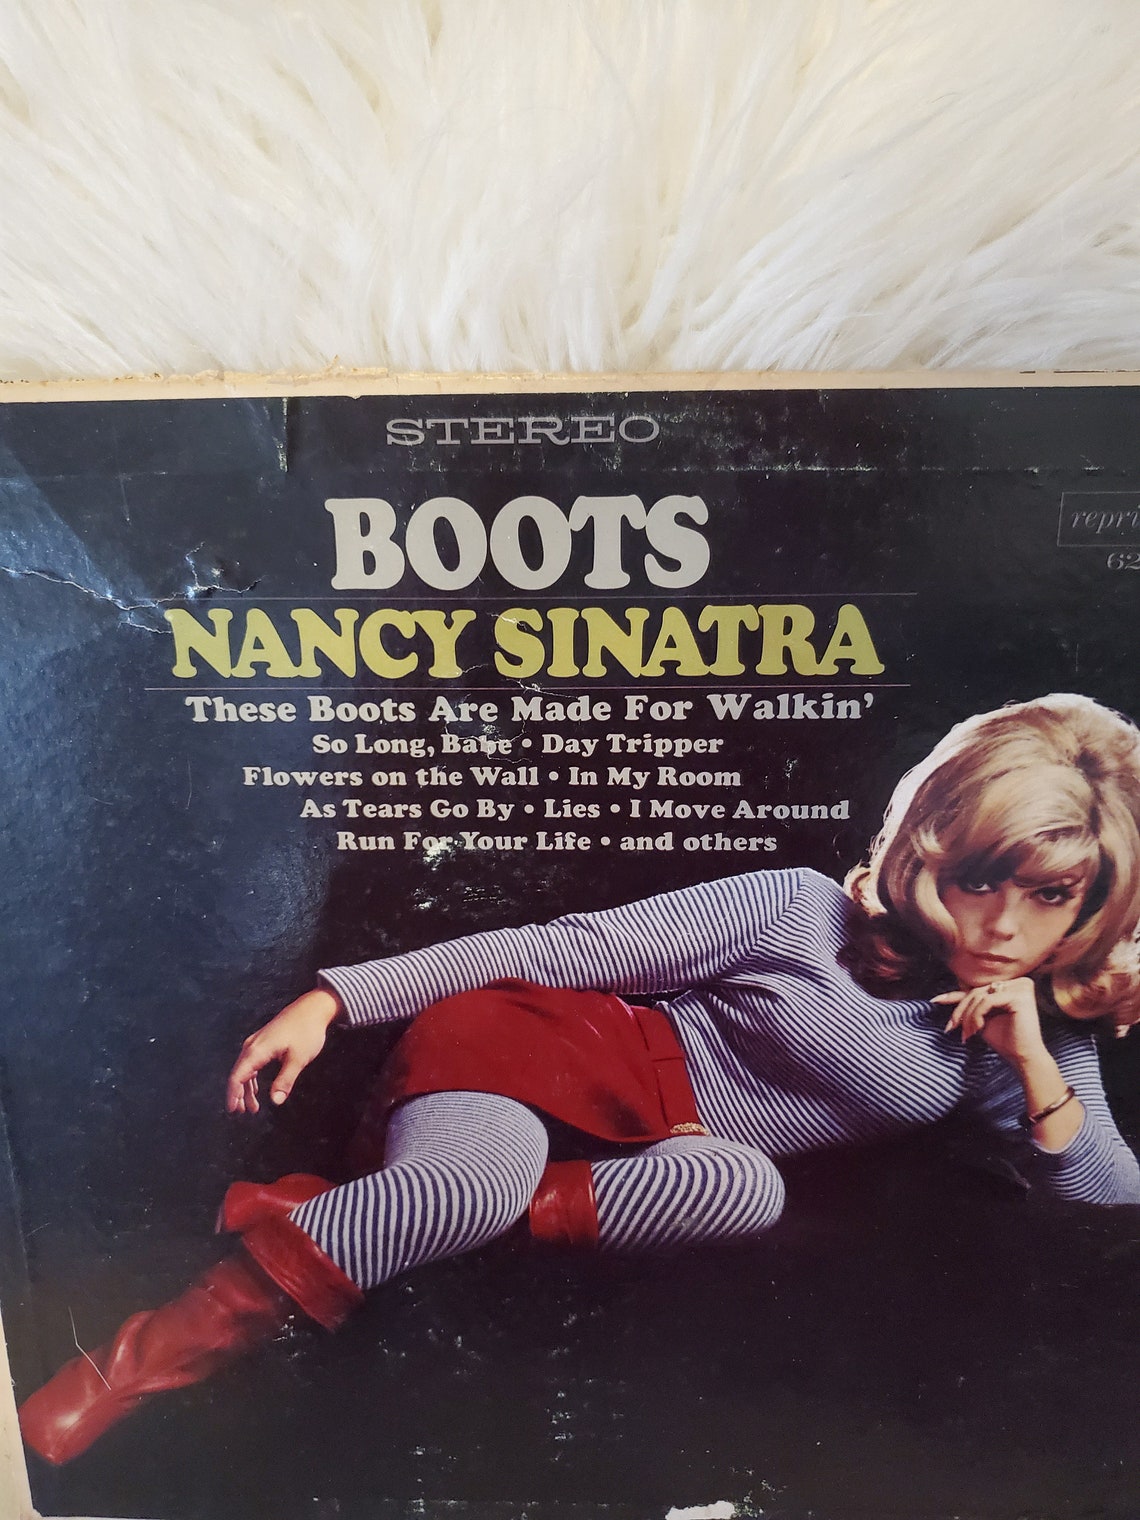 STEREO
BOOTS
NANCY SINATRA
These Boots Are Made For Walkin'
So Long, Babe • Day Tripper
Flowers on the Wall • In My Room
As Tears Go By • Lies • I Move Around
Run For Your Life • and others